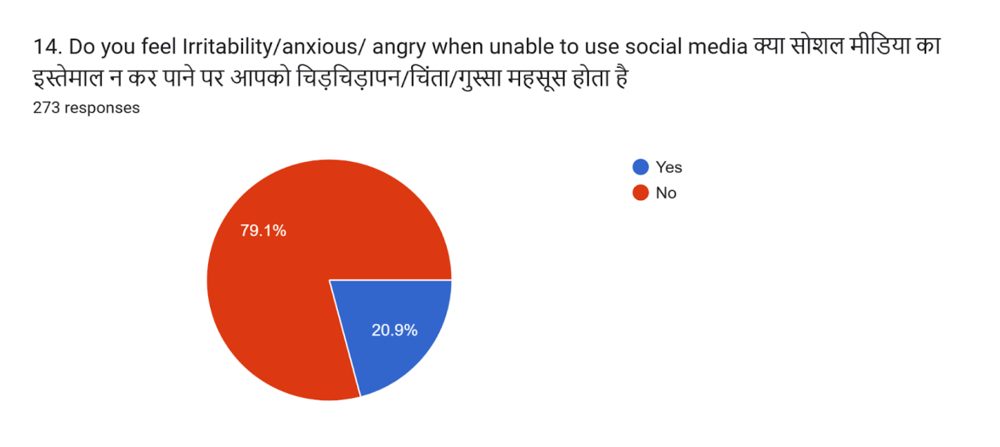 14. Do you feel Irritability/anxious/ angry when unable to use social media क्या सोशल मीडिया का
इस्तेमाल न कर पाने पर आपको चिड़चिड़ापन/चिंता/गुस्सा महसूस होता है
273 responses
Yes
No
79.1%
20.9%